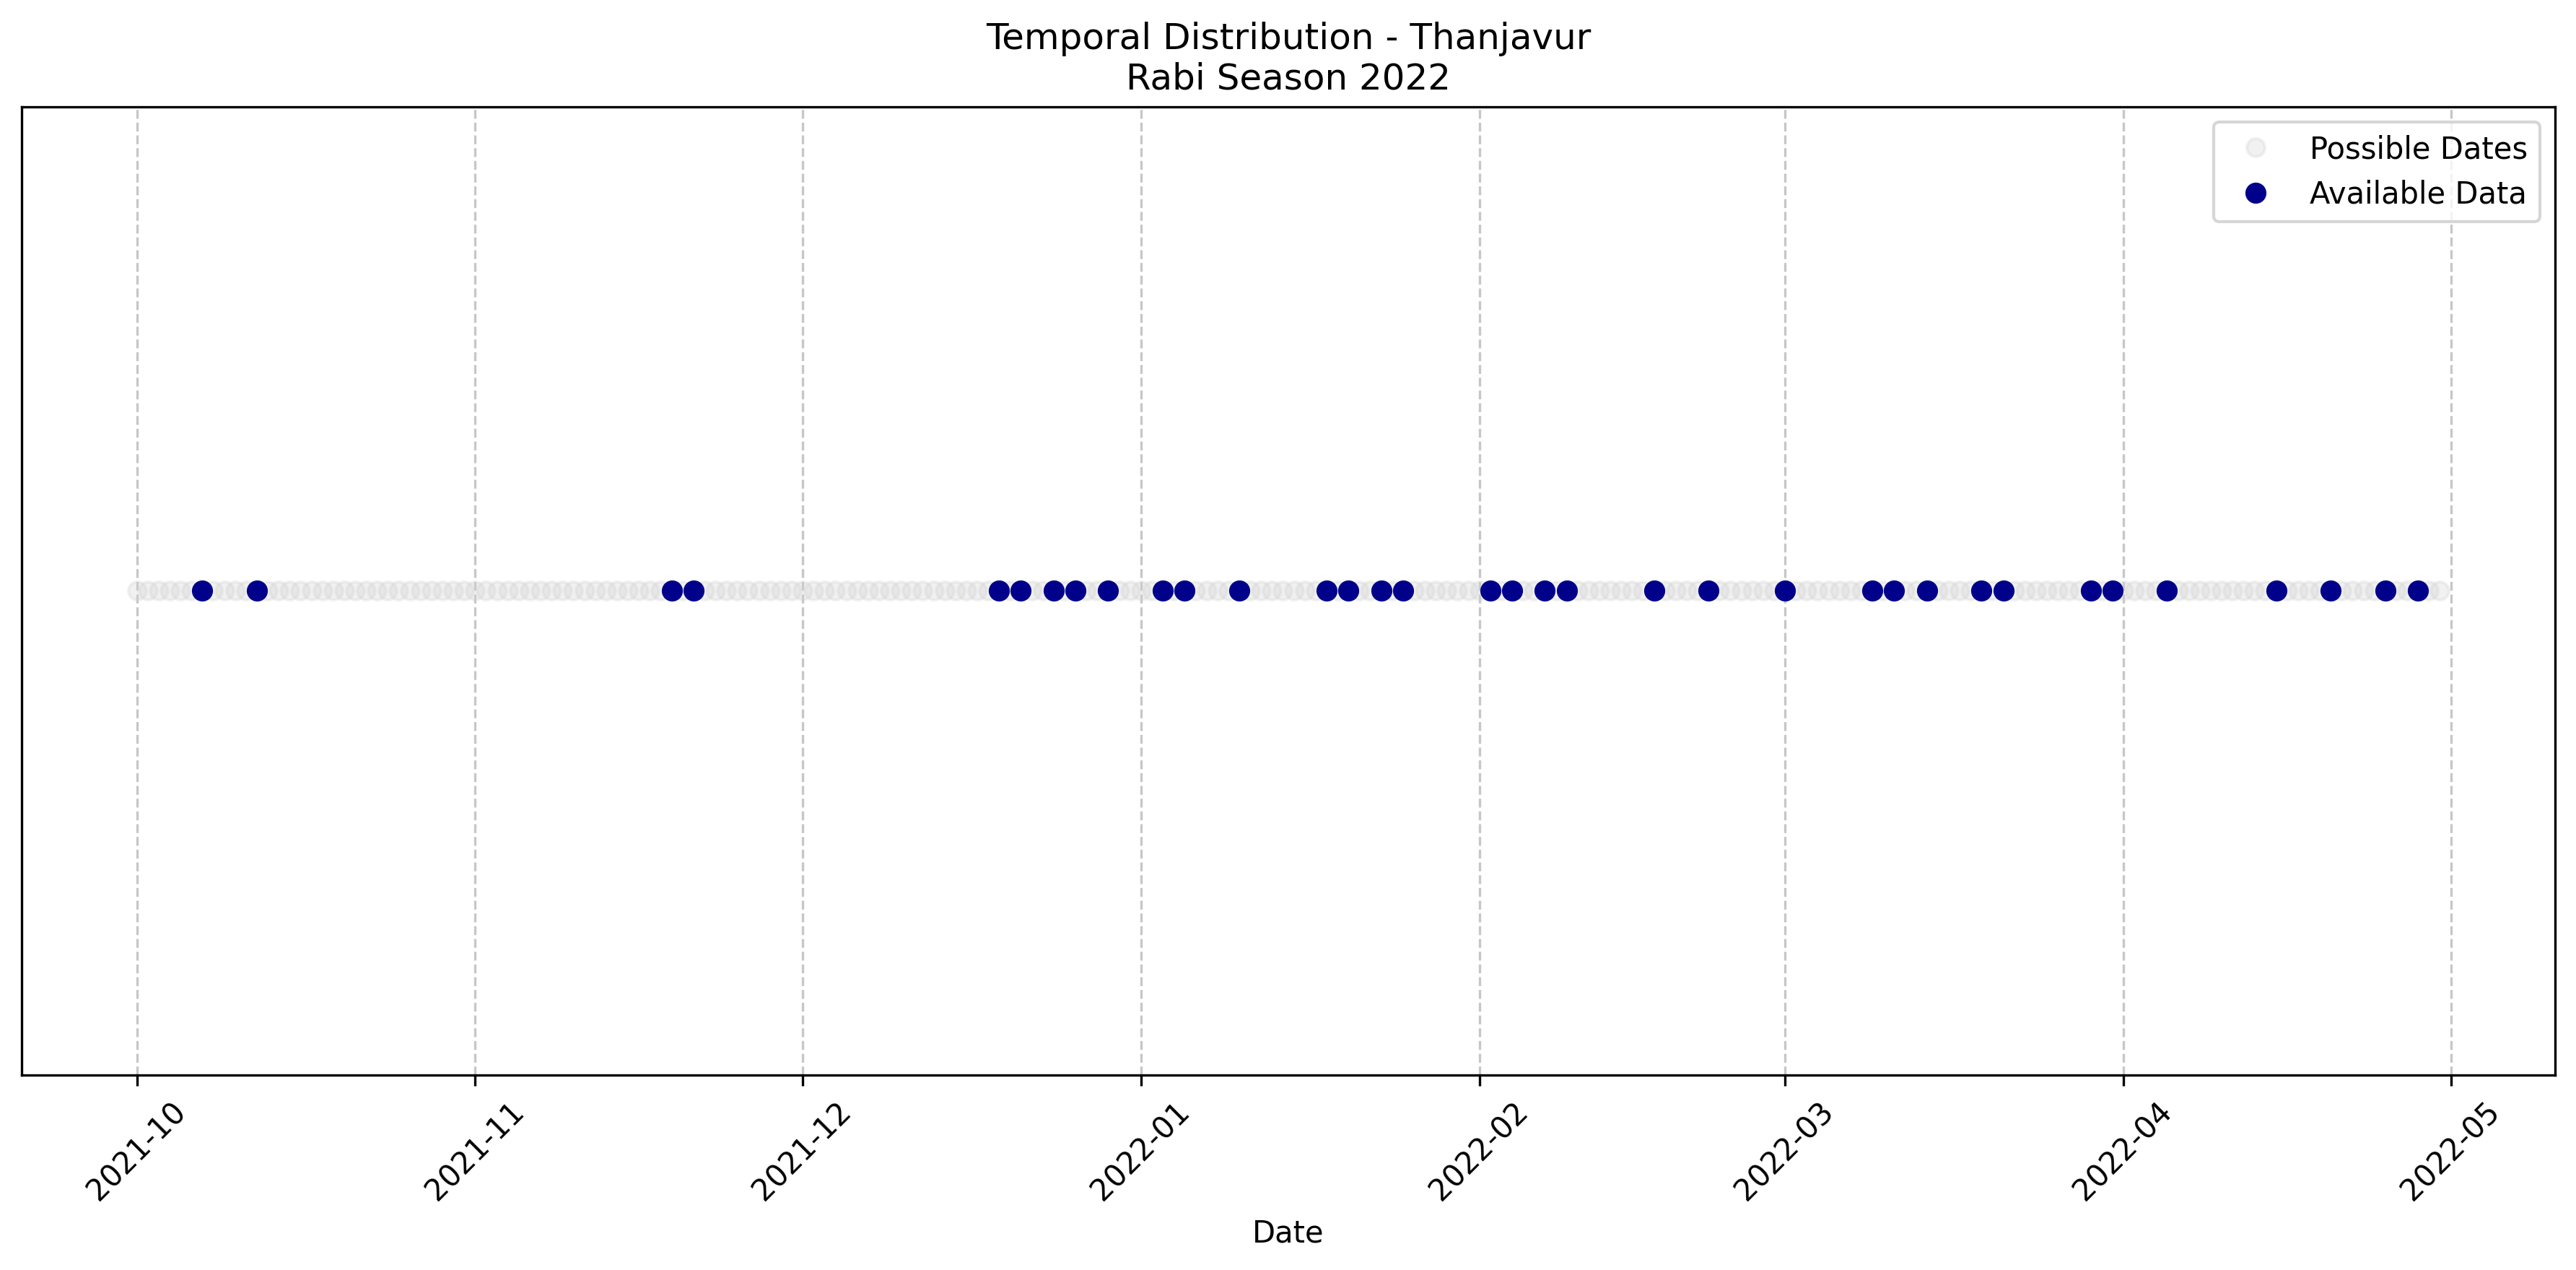 Temporal Distribution - Thanjavur
Rabi Season 2022
Possible Dates
Available Data
2021-10
2021-11
2021-12
2022-01
2022-02
2022-03
2022-04
2022-05
Date